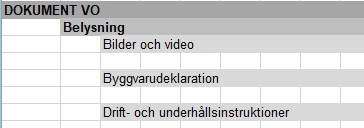 DOKUMENT VO
Belysning
Bilder och video
Byggvarudeklaration
Drift- och underhållsinstruktioner